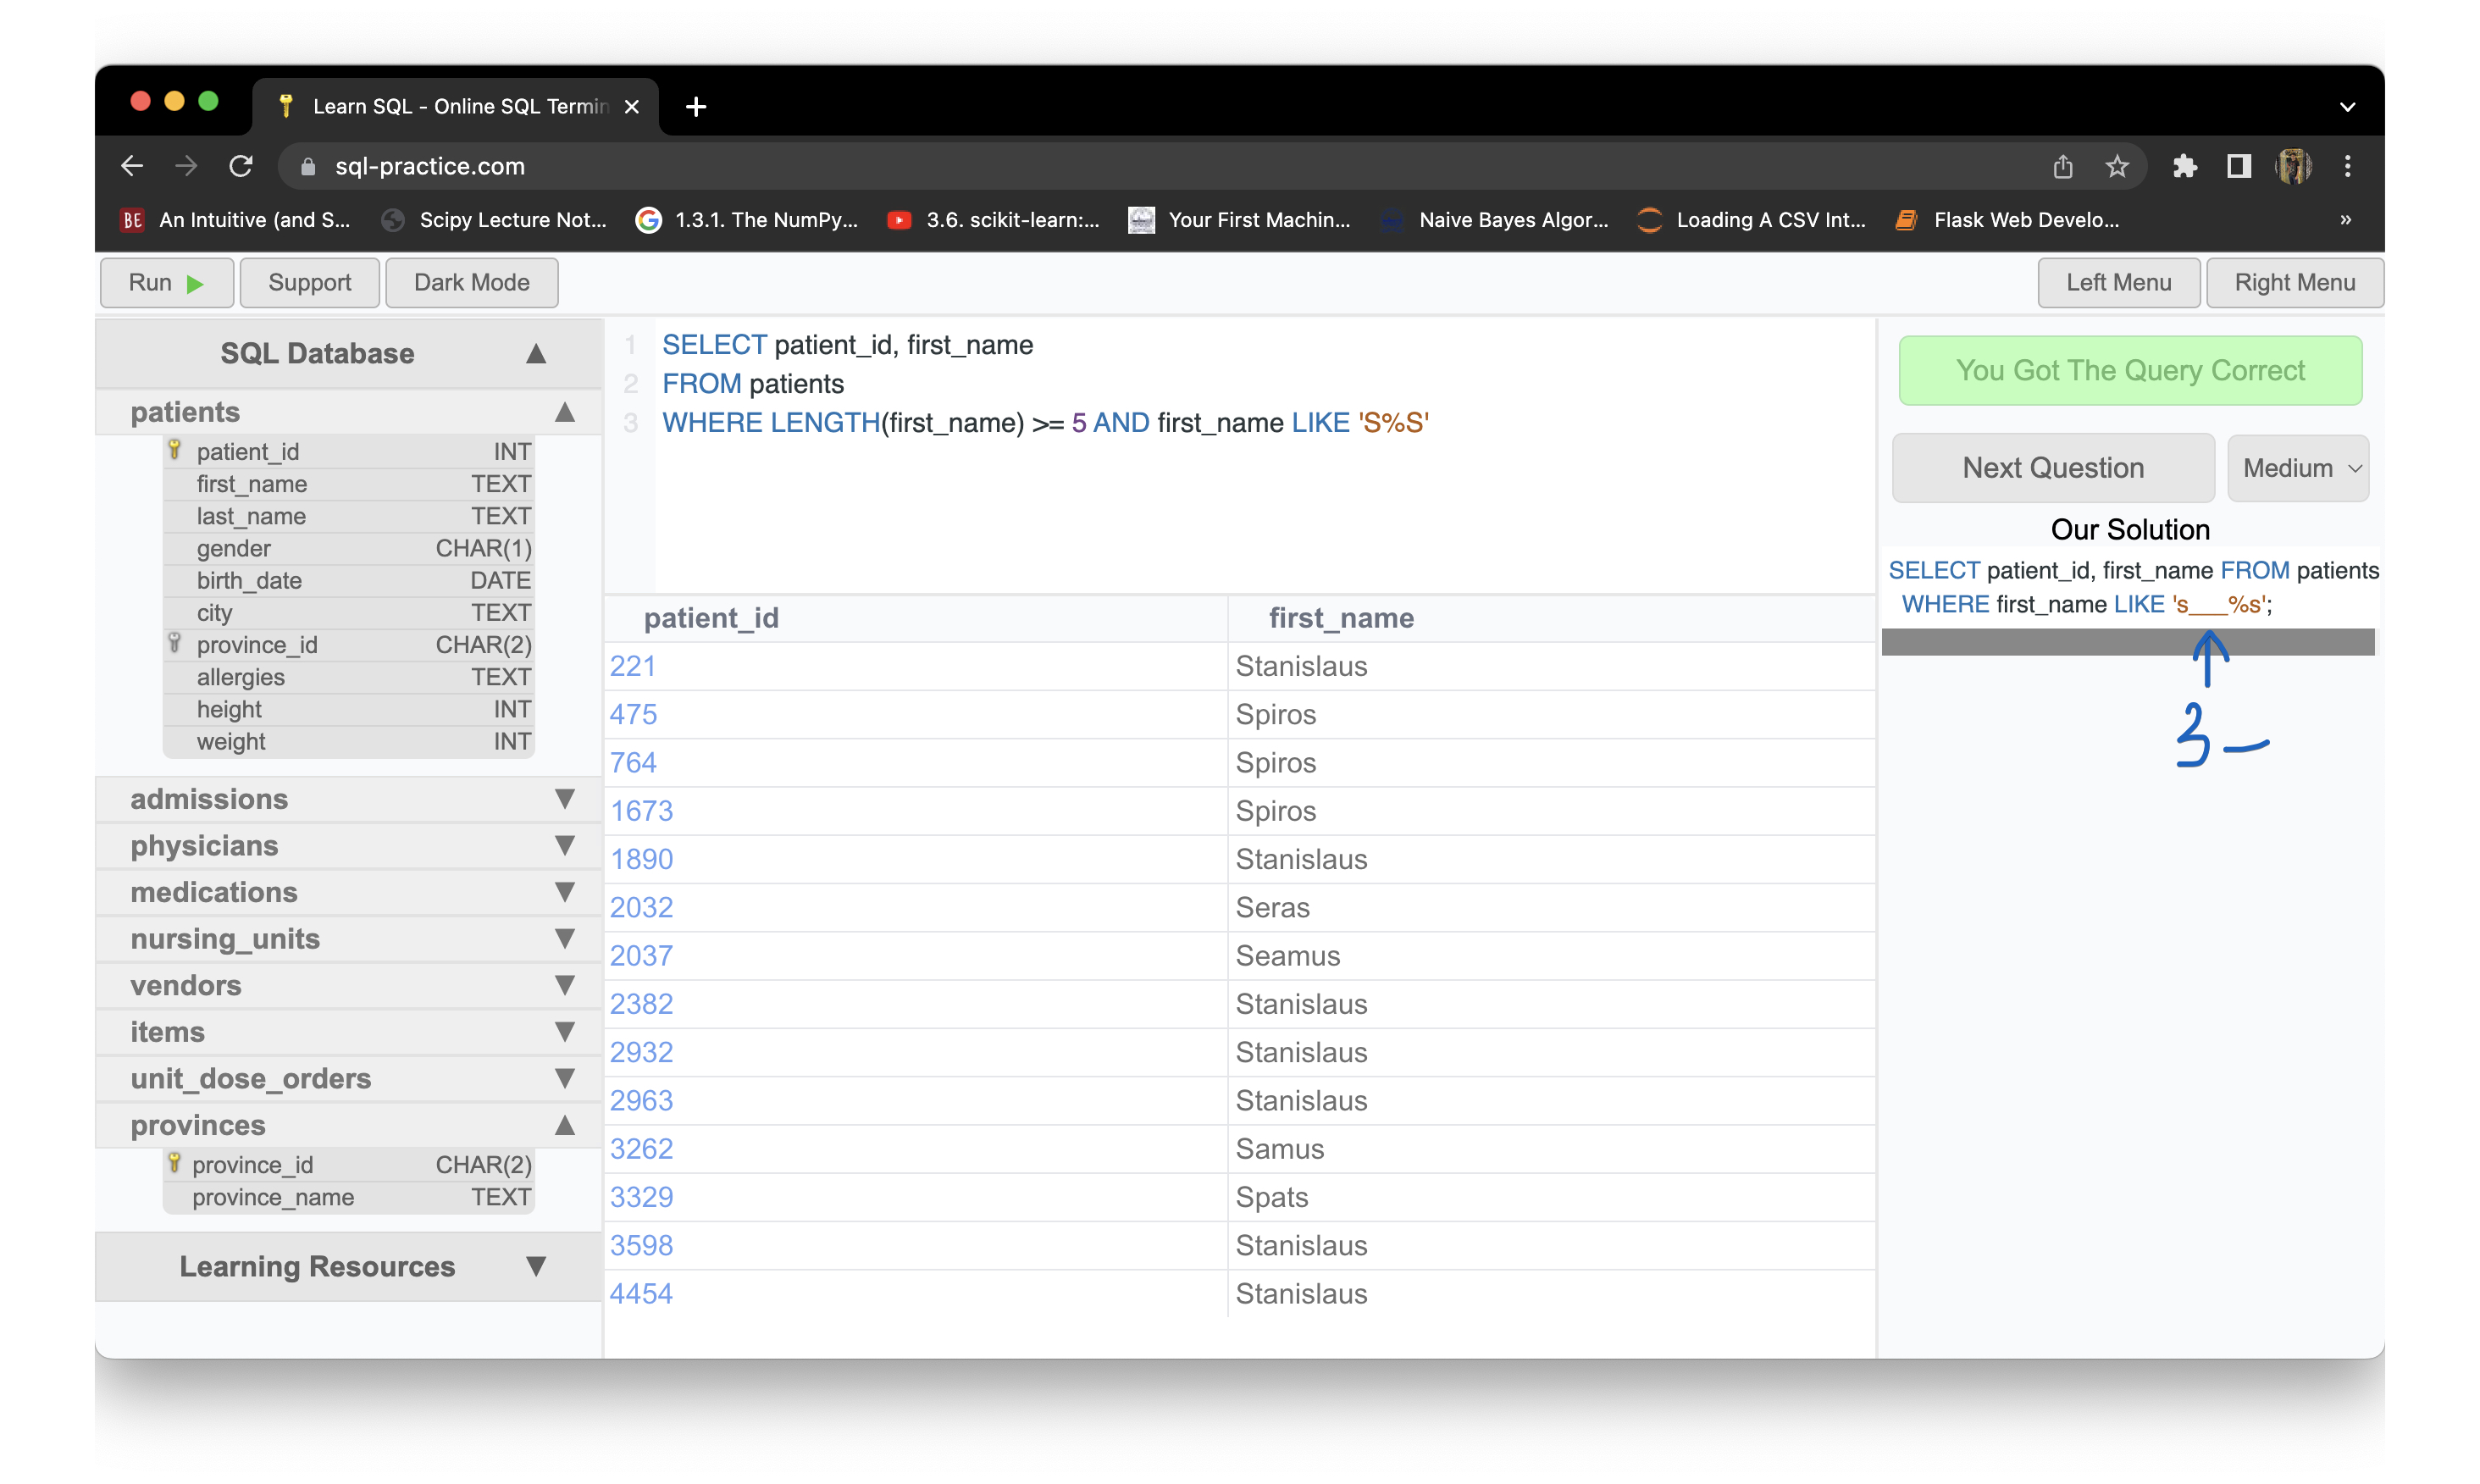 Learn SQL - Online SQL Termin
sql-practice.com
BE An Intuitive (and S...
Scipy Lecture Not...
1.3.1. The NumPy...
3.6. scikit-learn:...
Your First Machin...
Naive Bayes Algor...
Loading A CSV Int...
Flask Web Develo...
»
Run
Support
Dark Mode
Left Menu
Right Menu
SQL Database ▲
patients ▲
patient_id INT
first_name TEXT
last_name TEXT
gender CHAR(1)
birth_date DATE
city TEXT
province_id CHAR(2)
allergies TEXT
height INT
weight INT
admissions ▼
physicians ▼
medications ▼
nursing_units ▼
vendors ▼
items ▼
unit_dose_orders ▼
provinces ▲
province_id CHAR(2)
province_name TEXT
Learning Resources ▼
1 SELECT patient_id, first_name
2 FROM patients
3 WHERE LENGTH(first_name) >= 5 AND first_name LIKE 'S%S'
patient_id first_name
221 Stanislaus
475 Spiros
764 Spiros
1673 Spiros
1890 Stanislaus
2032 Seras
2037 Seamus
2382 Stanislaus
2932 Stanislaus
2963 Stanislaus
3262 Samus
3329 Spats
3598 Stanislaus
4454 Stanislaus
You Got The Query Correct
Next Question
Medium
Our Solution
SELECT patient_id, first_name FROM patients
WHERE first_name LIKE 's___%s';
3 _